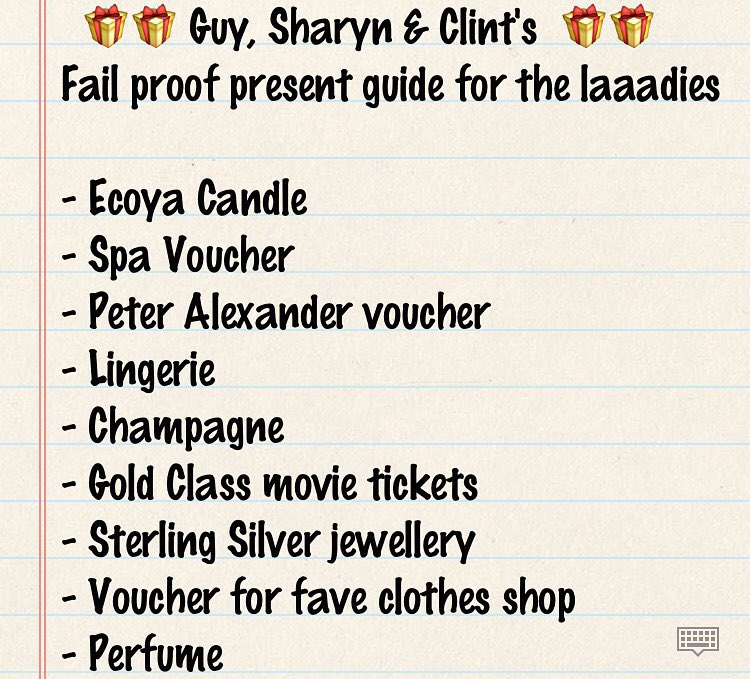 🎁🎁 Guy, Sharyn & Clint's 🎁🎁
Fail proof present guide for the laaadies
- Ecoya Candle
- Spa Voucher
- Peter Alexander voucher
- Lingerie
- Champagne
- Gold Class movie tickets
- Sterling Silver jewellery
- Voucher for fave clothes shop
- Perfume